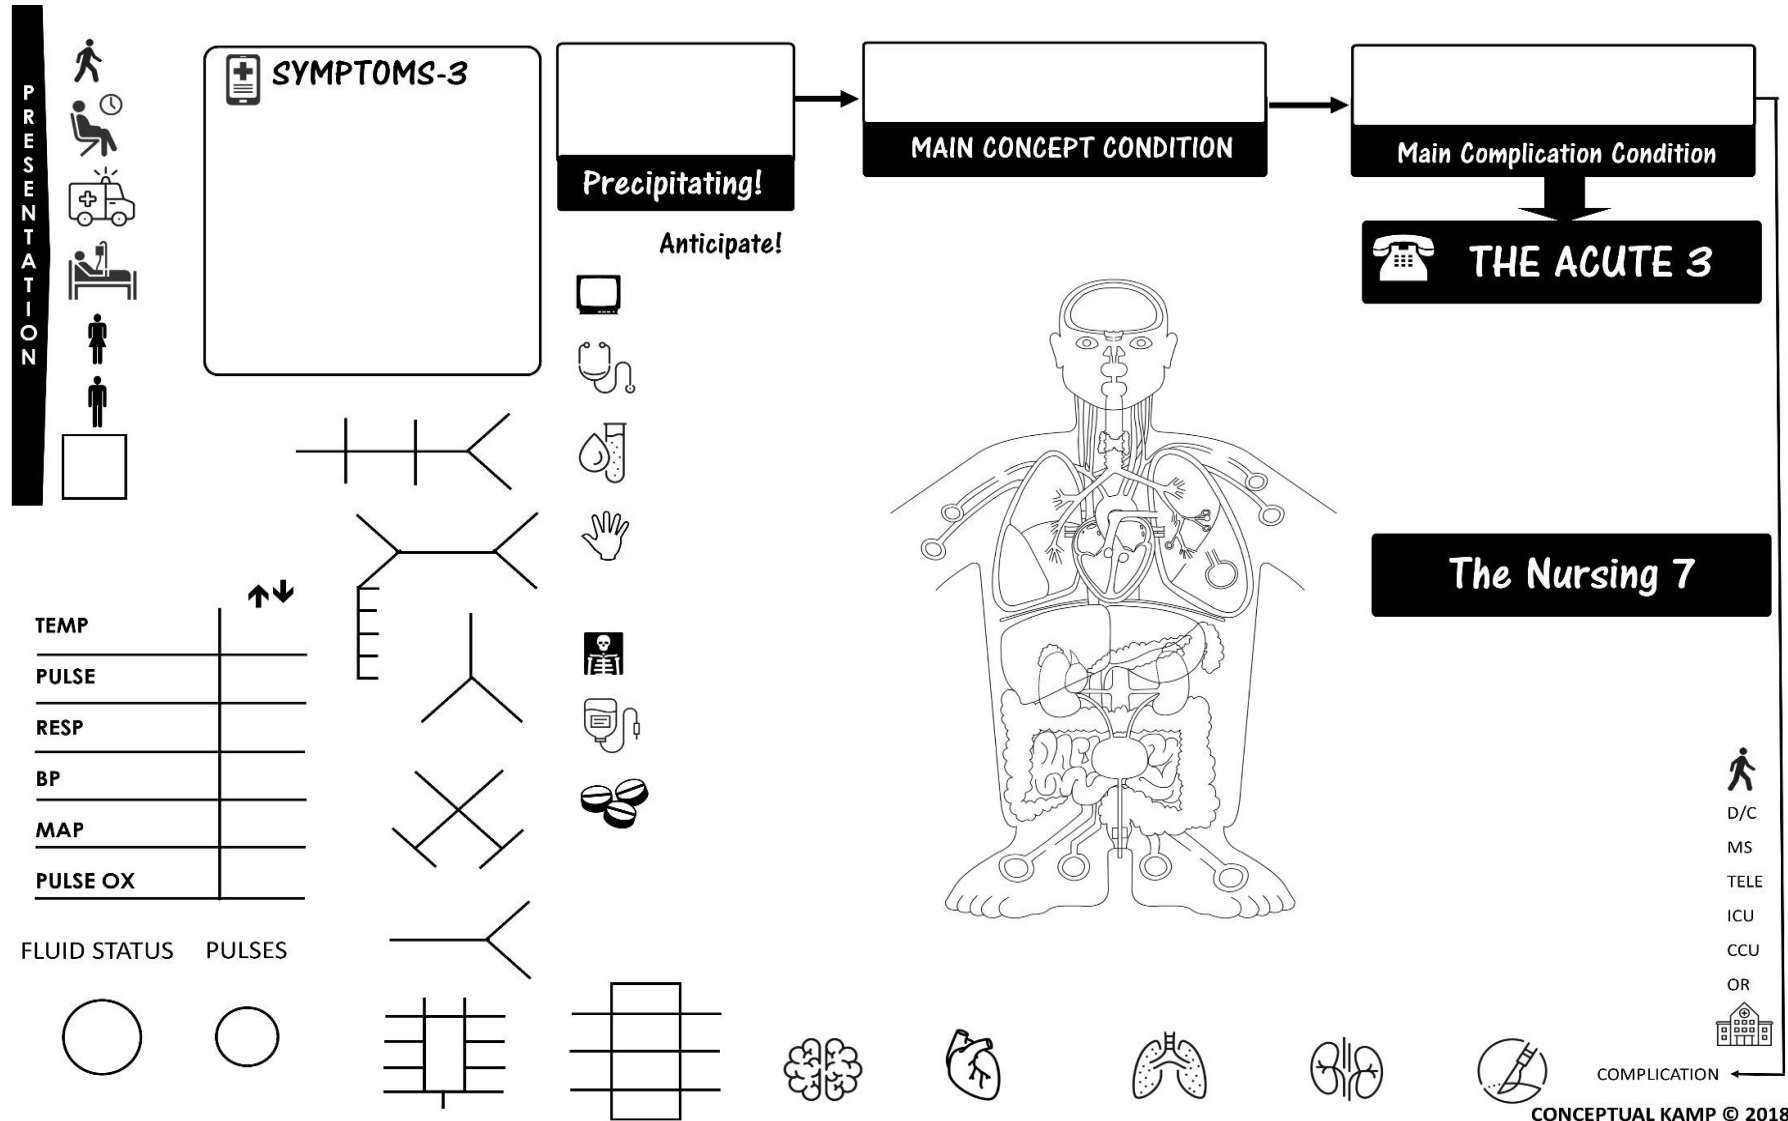 PRESENTATION
SYMPTOMS-3
Precipitating!
Anticipate!
MAIN CONCEPT CONDITION
Main Complication Condition
THE ACUTE 3
The Nursing 7
TEMP
PULSE
RESP
BP
MAP
PULSE OX
FLUID STATUS
PULSES
D/C
MS
TELE
ICU
CCU
OR
COMPLICATION
CONCEPTUAL KAMP © 2018